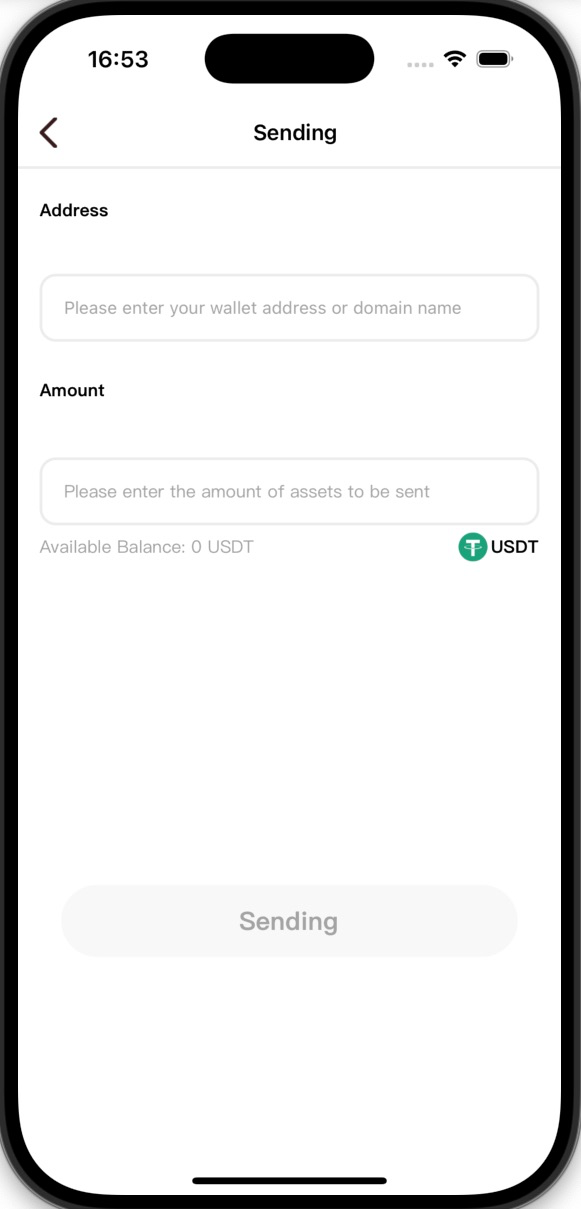 16:53
Sending
Address
Please enter your wallet address or domain name
Amount
Please enter the amount of assets to be sent
Available Balance: 0 USDT
USDT
Sending